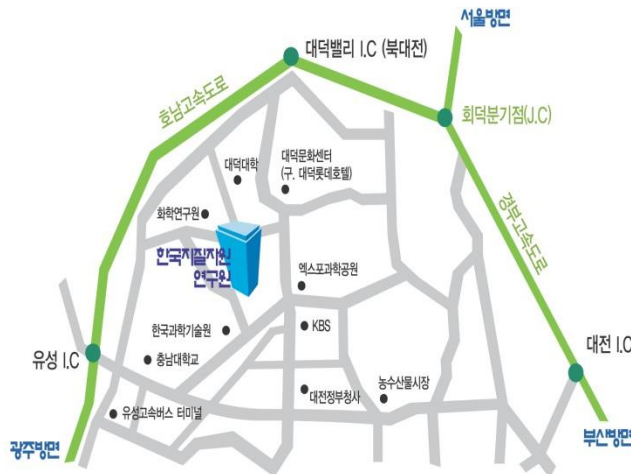 서울방면
대덕밸리 I.C (북대전)
호남고속도로
회덕분기점(J.C)
대덕대학
대덕문화센터
(구. 대덕롯데호텔)
화학연구원
경부고속도로
한국지질자원
연구원
엑스포과학공원
한국과학기술원
KBS
유성 I.C
충남대학교
대전 I.C
대전정부청사
농수산물시장
유성고속버스 터미널
광주방면
부산방면